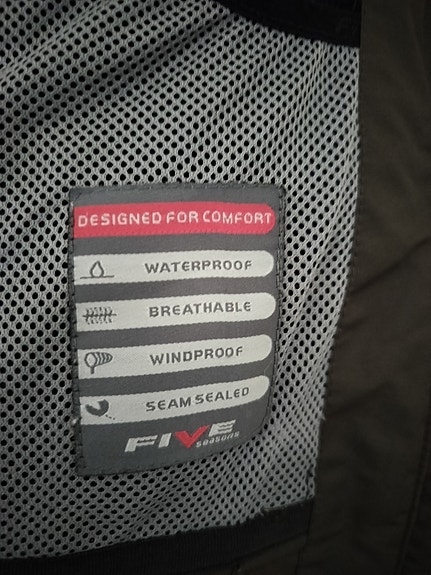 DESIGNED FOR COMFORT
WATERPROOF
BREATHABLE
WINDPROOF
SEAM SEALED
FIVE
seasons